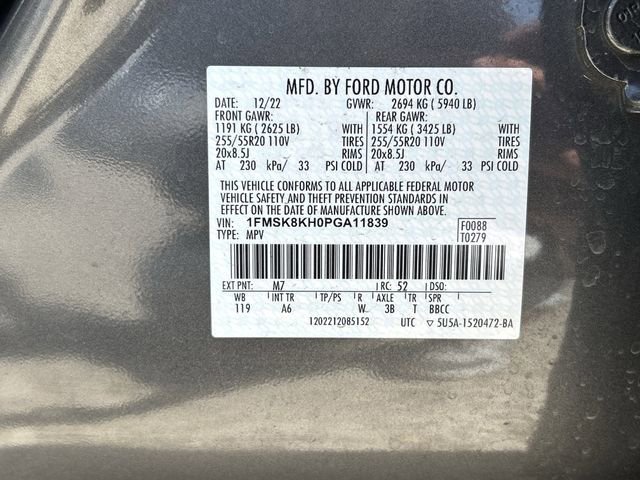 MFD. BY FORD MOTOR CO.
DATE: 12/22 GVWR: 2694 KG ( 5940 LB)
FRONT GAWR: REAR GAWR:
1191 KG ( 2625 LB) WITH 1554 KG ( 3425 LB) WITH
255/55R20 110V TIRES 255/55R20 110V TIRES
20x8.5J RIMS 20x8.5J RIMS
AT 230 kPa/ 33 PSI COLD AT 230 kPa/ 33 PSI COLD
THIS VEHICLE CONFORMS TO ALL APPLICABLE FEDERAL MOTOR
VEHICLE SAFETY AND THEFT PREVENTION STANDARDS IN
EFFECT ON THE DATE OF MANUFACTURE SHOWN ABOVE.
VIN: 1FMSK8KH0PGA11839 F0088
TYPE: MPV T0279
EXT PNT: M7 RC: 52 DSO:
WB INT TR TP/PS R AXLE TR SPR
119 A6 W 3B T BBCC
1202212085152 UTC ▽ 5U5A-1520472-BA